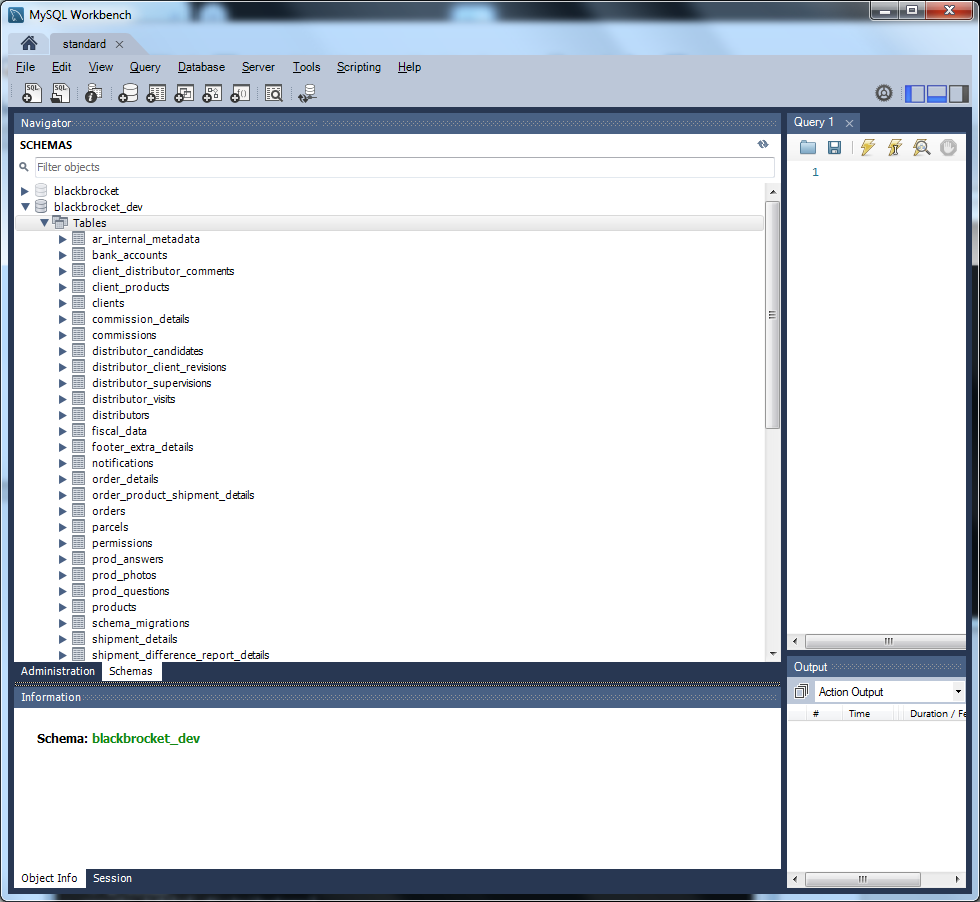 MySQL Workbench
standard
File Edit View Query Database Server Tools Scripting Help
Navigator
SCHEMAS
Filter objects
blackbrocket
blackbrocket_dev
Tables
ar_internal_metadata
bank_accounts
client_distributor_comments
client_products
clients
commission_details
commissions
distributor_candidates
distributor_client_revisions
distributor_supervisions
distributor_visits
distributors
fiscal_data
footer_extra_details
notifications
order_details
order_product_shipment_details
orders
parcels
permissions
prod_answers
prod_photos
prod_questions
products
schema_migrations
shipment_details
shipment_difference_report_details
Administration Schemas
Information
Schema: blackbrocket_dev
Object Info Session
Query 1
1
Output
Action Output
# Time Duration / Fe